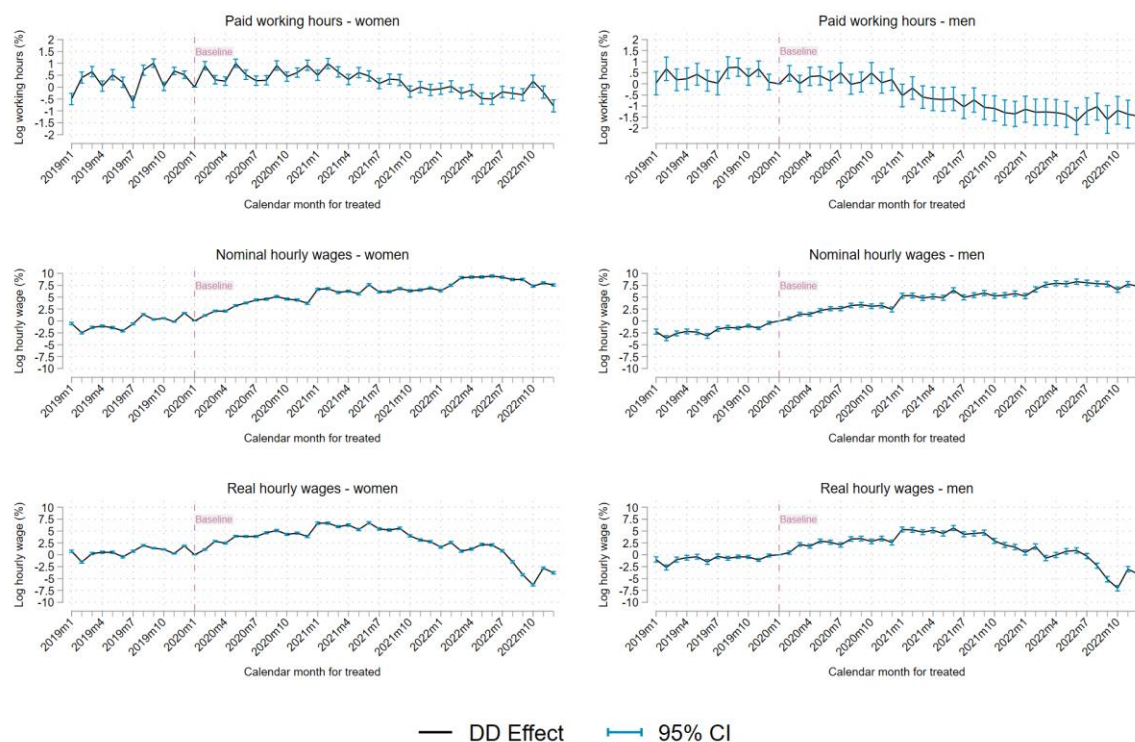 Paid working hours - women
Log working hours (%)
2
1.5
1
.5
0
-.5
-1
-1.5
-2
Baseline
2019m1
2019m4
2019m7
2019m10
2020m1
2020m4
2020m7
2020m10
2021m1
2021m4
2021m7
2021m10
2022m1
2022m4
2022m7
2022m10
Calendar month for treated
Paid working hours - men
Log working hours (%)
2
1.5
1
.5
0
-.5
-1
-1.5
-2
Baseline
2019m1
2019m4
2019m7
2019m10
2020m1
2020m4
2020m7
2020m10
2021m1
2021m4
2021m7
2021m10
2022m1
2022m4
2022m7
2022m10
Calendar month for treated
Nominal hourly wages - women
Log hourly wage (%)
10
7.5
5
2.5
0
-2.5
-5
-7.5
-10
Baseline
2019m1
2019m4
2019m7
2019m10
2020m1
2020m4
2020m7
2020m10
2021m1
2021m4
2021m7
2021m10
2022m1
2022m4
2022m7
2022m10
Calendar month for treated
Nominal hourly wages - men
Log hourly wage (%)
10
7.5
5
2.5
0
-2.5
-5
-7.5
-10
Baseline
2019m1
2019m4
2019m7
2019m10
2020m1
2020m4
2020m7
2020m10
2021m1
2021m4
2021m7
2021m10
2022m1
2022m4
2022m7
2022m10
Calendar month for treated
Real hourly wages - women
Log hourly wage (%)
10
7.5
5
2.5
0
-2.5
-5
-7.5
-10
Baseline
2019m1
2019m4
2019m7
2019m10
2020m1
2020m4
2020m7
2020m10
2021m1
2021m4
2021m7
2021m10
2022m1
2022m4
2022m7
2022m10
Calendar month for treated
Real hourly wages - men
Log hourly wage (%)
10
7.5
5
2.5
0
-2.5
-5
-7.5
-10
Baseline
2019m1
2019m4
2019m7
2019m10
2020m1
2020m4
2020m7
2020m10
2021m1
2021m4
2021m7
2021m10
2022m1
2022m4
2022m7
2022m10
Calendar month for treated
DD Effect
95% CI